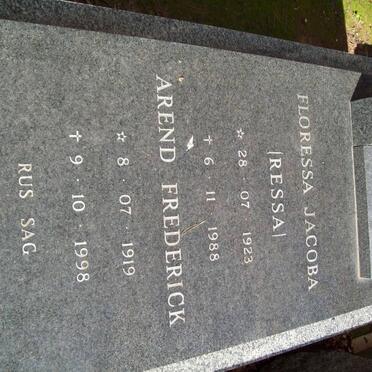 FLORESSA JACOBA
(RESSA)
☆ 28 · 07 · 1923
✝ 6 · 11 · 1988
AREND FREDERICK
☆ 8 · 07 · 1919
✝ 9 · 10 · 1998
RUS SAG